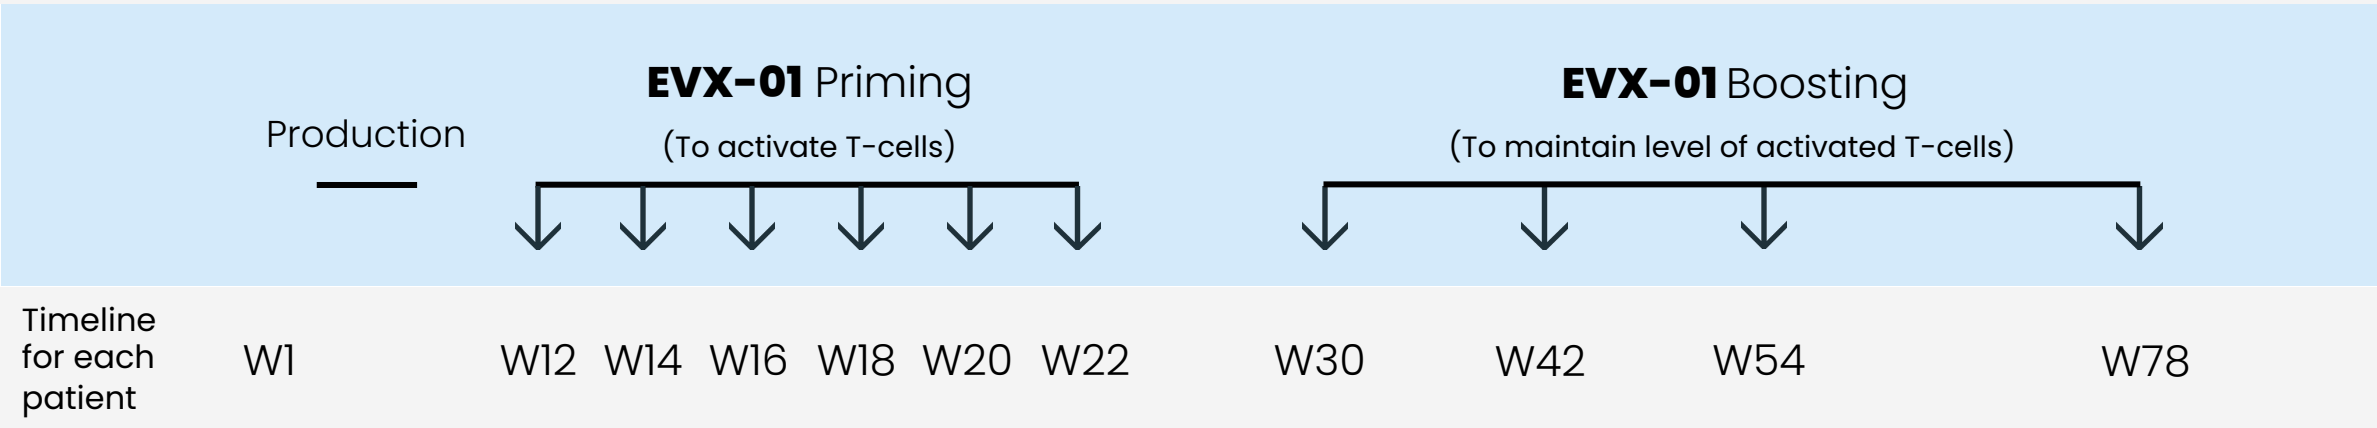 Production
EVX-01 Priming
(To activate T-cells)
EVX-01 Boosting
(To maintain level of activated T-cells)
Timeline
for each
patient
W1 W12 W14 W16 W18 W20 W22 W30 W42 W54 W78